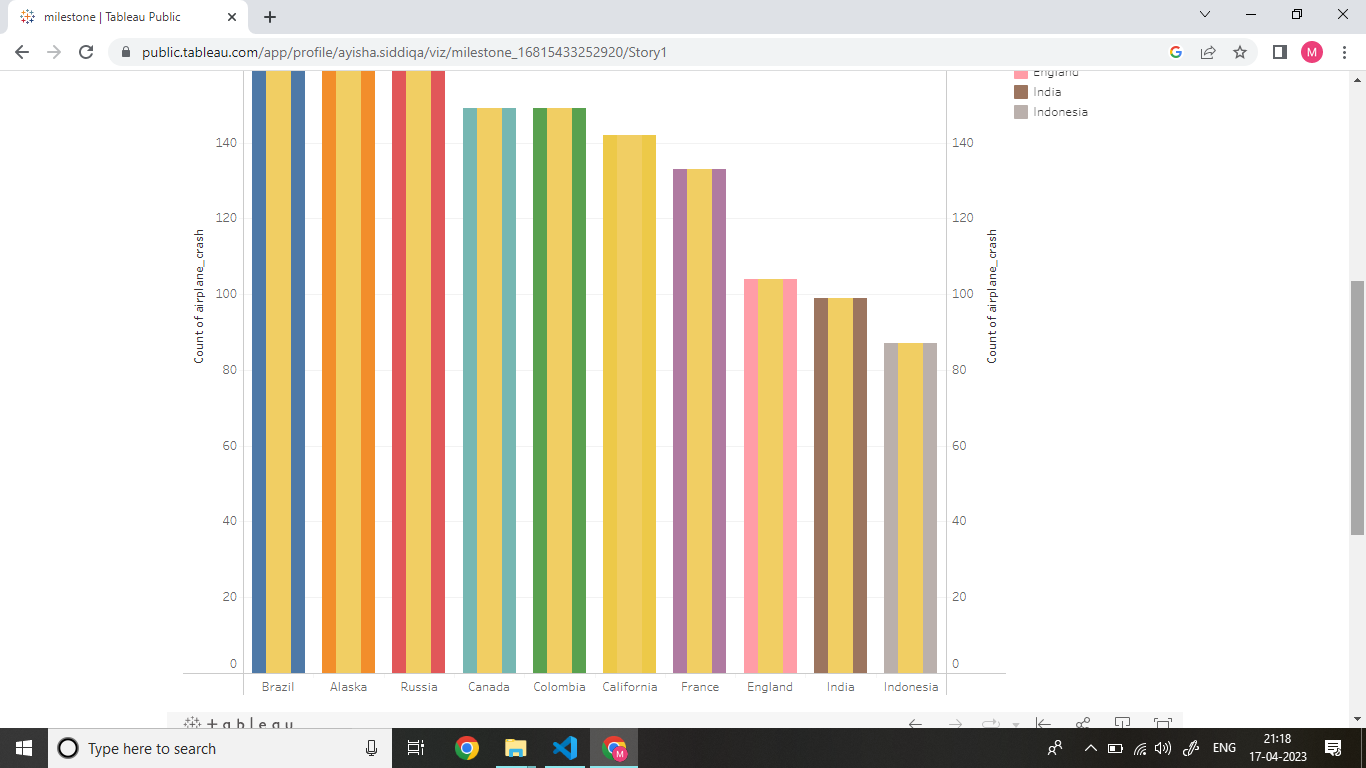 milestone | Tableau Public
public.tableau.com/app/profile/ayisha.siddiqa/viz/milestone_16815433252920/Story1
M
England
India
Indonesia
140
120
100
80
60
40
20
0
Count of airplane_crash
140
120
100
80
60
40
20
0
Count of airplane_crash
Brazil Alaska Russia Canada Colombia California France England India Indonesia
+ a b l e a u
Type here to search
M
ENG
21:18
17-04-2023